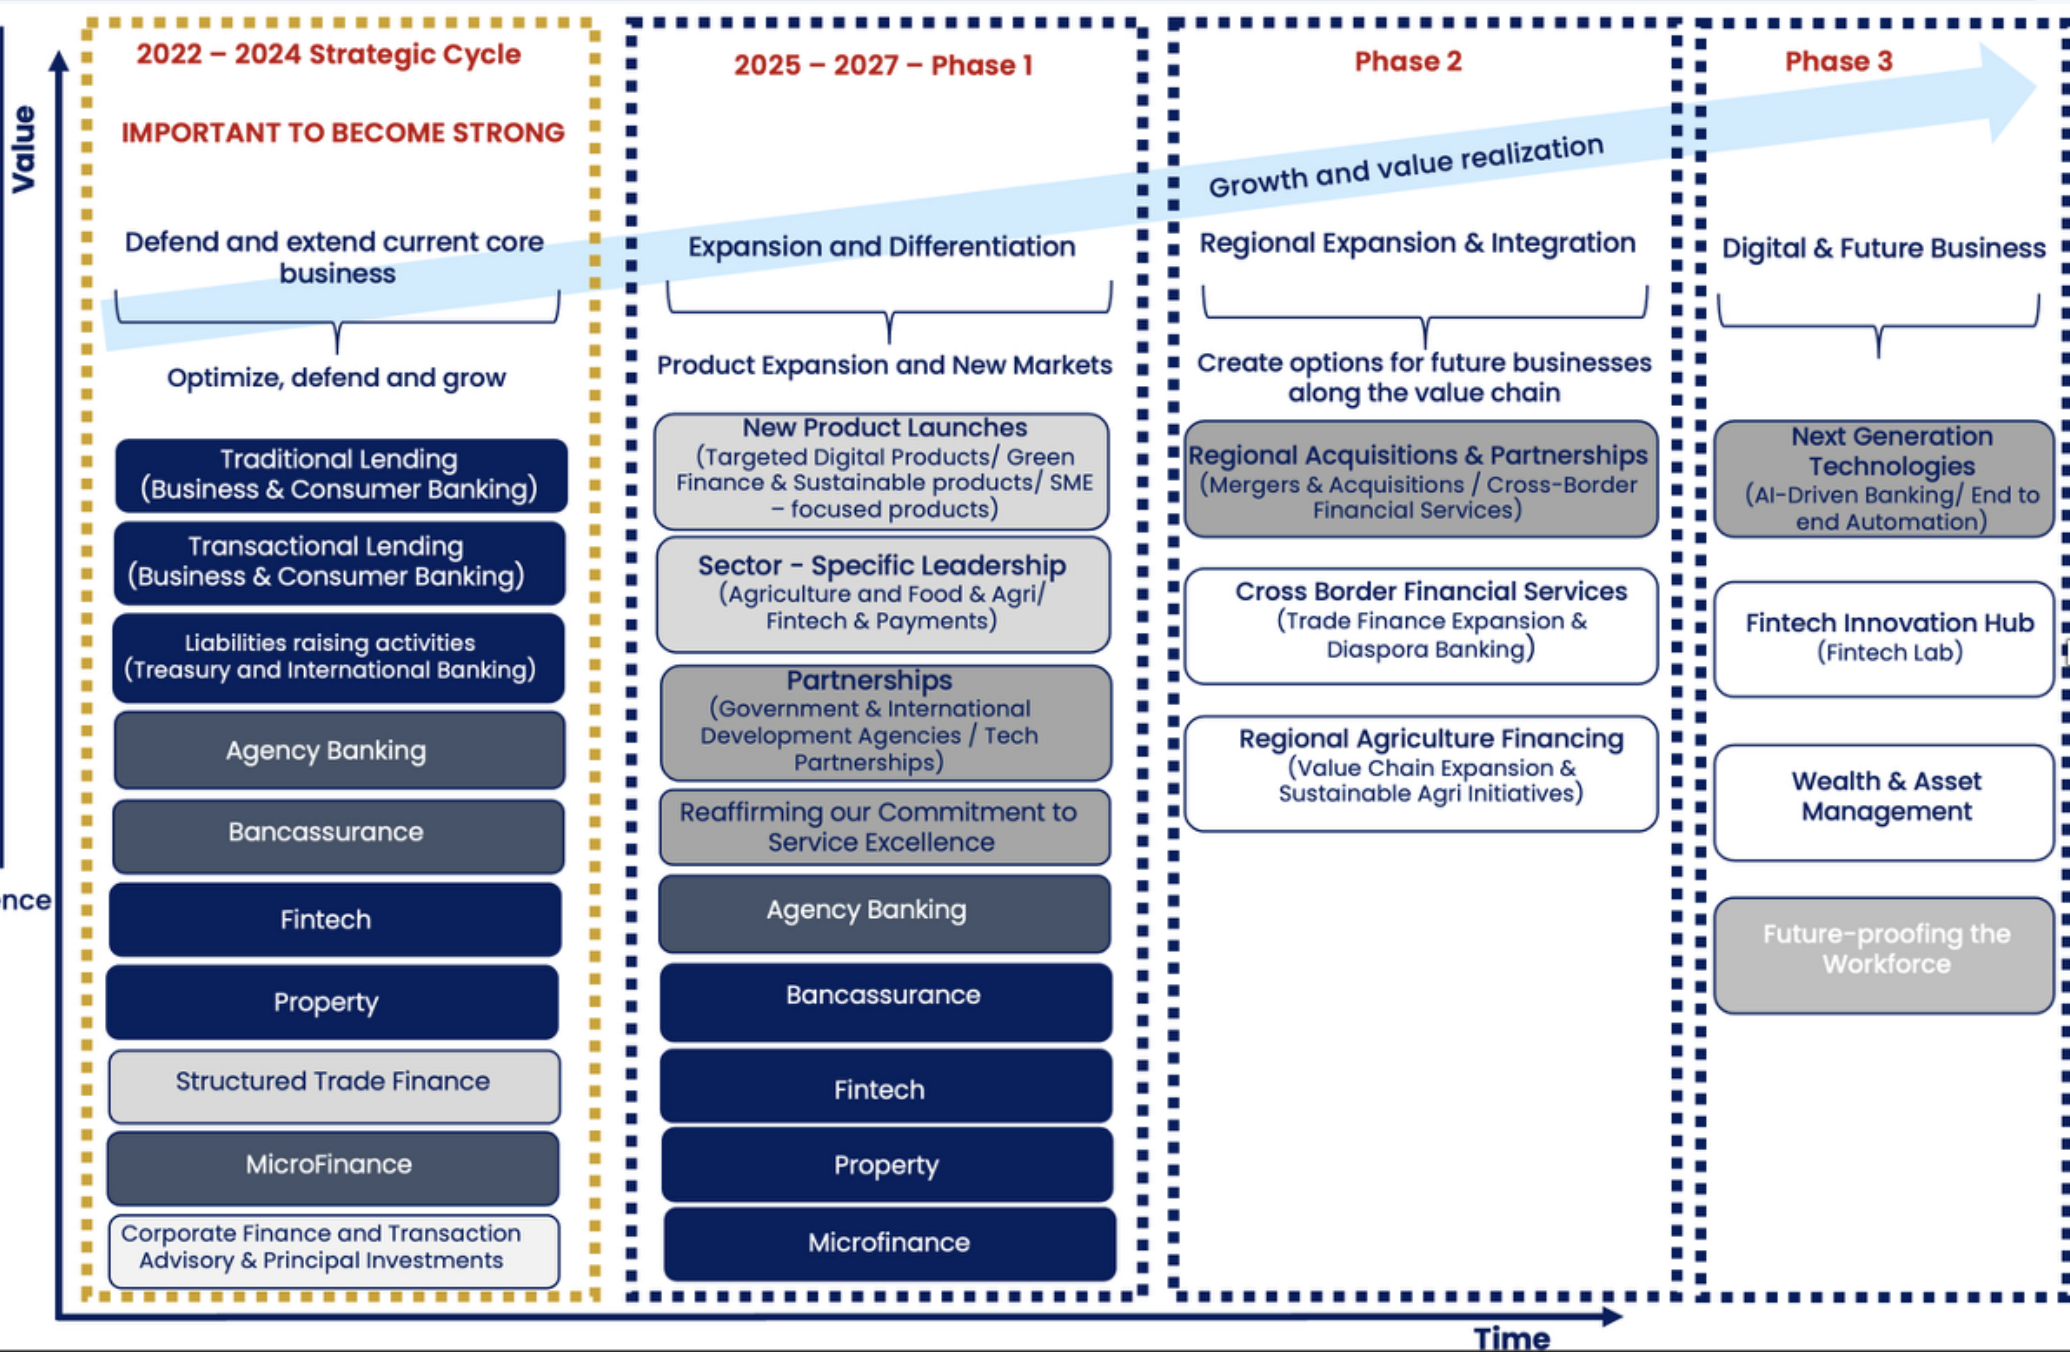 Value
ence
2022 – 2024 Strategic Cycle
IMPORTANT TO BECOME STRONG
Defend and extend current core
business
Optimize, defend and grow
Traditional Lending
(Business & Consumer Banking)
Transactional Lending
(Business & Consumer Banking)
Liabilities raising activities
(Treasury and International Banking)
Agency Banking
Bancassurance
Fintech
Property
Structured Trade Finance
MicroFinance
Corporate Finance and Transaction
Advisory & Principal Investments
2025 – 2027 – Phase 1
Expansion and Differentiation
Product Expansion and New Markets
New Product Launches
(Targeted Digital Products/ Green
Finance & Sustainable products/ SME
– focused products)
Sector - Specific Leadership
(Agriculture and Food & Agri/
Fintech & Payments)
Partnerships
(Government & International
Development Agencies / Tech
Partnerships)
Reaffirming our Commitment to
Service Excellence
Agency Banking
Bancassurance
Fintech
Property
Microfinance
Phase 2
Growth and value realization
Regional Expansion & Integration
Create options for future businesses
along the value chain
Regional Acquisitions & Partnerships
(Mergers & Acquisitions / Cross-Border
Financial Services)
Cross Border Financial Services
(Trade Finance Expansion &
Diaspora Banking)
Regional Agriculture Financing
(Value Chain Expansion &
Sustainable Agri Initiatives)
Phase 3
Digital & Future Business
Next Generation
Technologies
(AI-Driven Banking/ End to
end Automation)
Fintech Innovation Hub
(Fintech Lab)
Wealth & Asset
Management
Future-proofing the
Workforce
Time